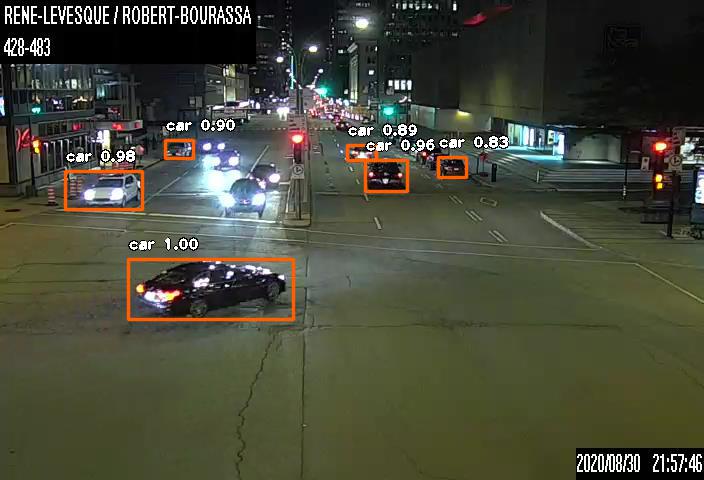 RENE-LEVESQUE / ROBERT-BOURASSA
428-483
car 0.90
car 0.89
car 0.96
car 0.83
car 0.98
car 1.00
2020/08/30 21:57:46